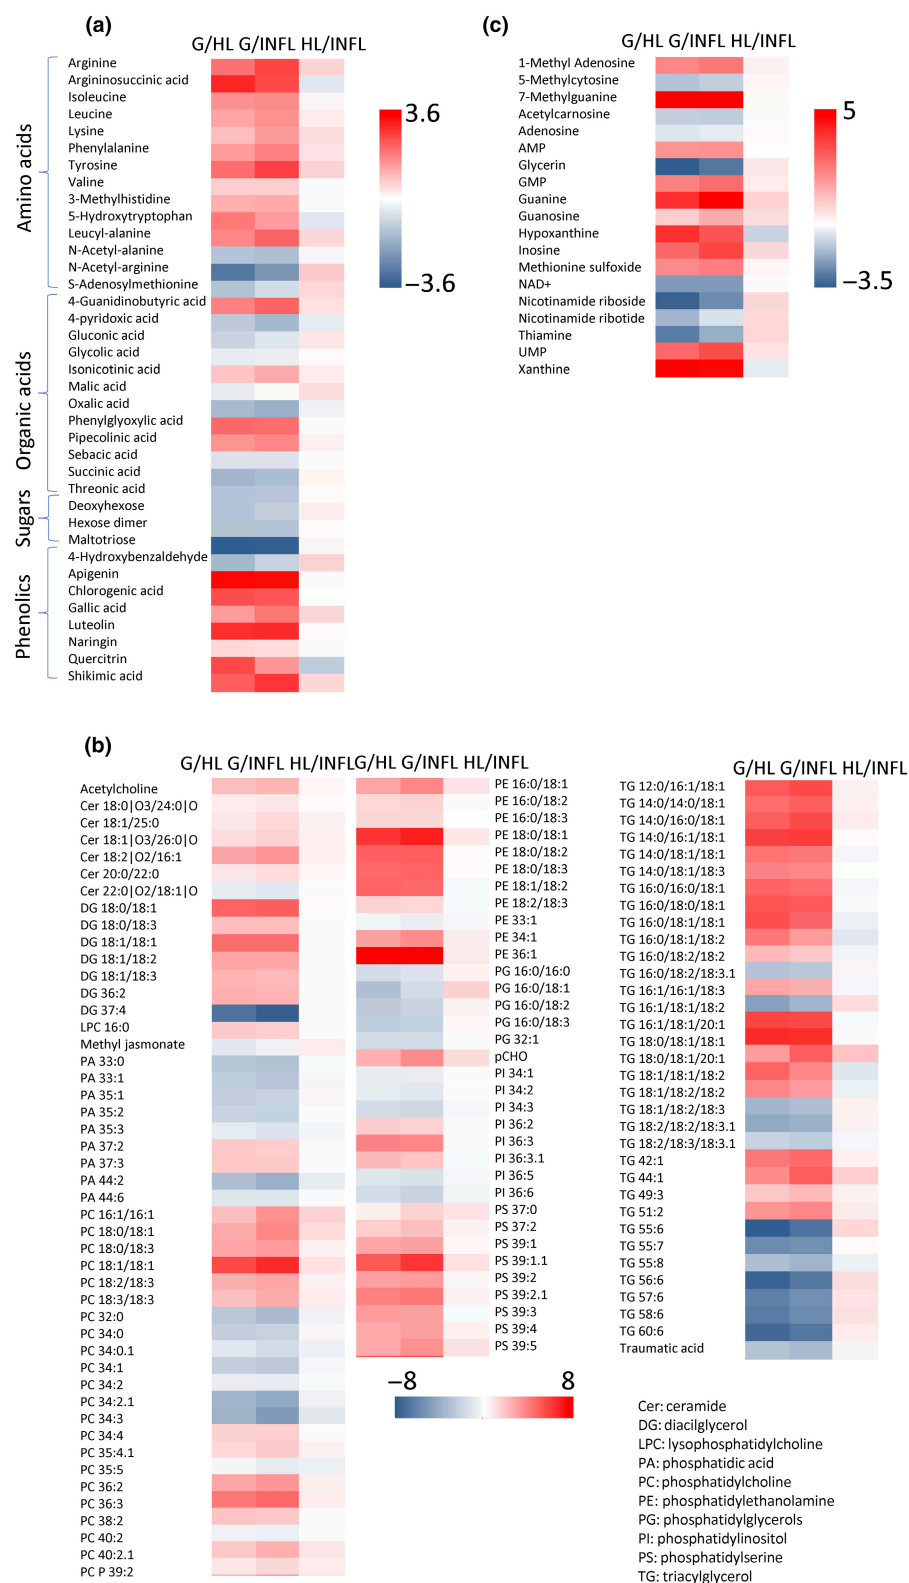 (a)
G/HL G/INFL HL/INFL
Amino acids
Arginine
Argininosuccinic acid
Isoleucine
Leucine
Lysine
Phenylalanine
Tyrosine
Valine
3-Methylhistidine
5-Hydroxytryptophan
Leucyl-alanine
N-Acetyl-alanine
N-Acetyl-arginine
S-Adenosylmethionine
Organic acids
4-Guanidinobutyric acid
4-pyridoxic acid
Gluconic acid
Glycolic acid
Isonicotinic acid
Malic acid
Oxalic acid
Phenylglyoxylic acid
Pipecolinic acid
Sebacic acid
Succinic acid
Threonic acid
Sugars
Deoxyhexose
Hexose dimer
Maltotriose
Phenolics
4-Hydroxybenzaldehyde
Apigenin
Chlorogenic acid
Gallic acid
Luteolin
Naringin
Quercitrin
Shikimic acid
3.6
−3.6
(c)
G/HL G/INFL HL/INFL
1-Methyl Adenosine
5-Methylcytosine
7-Methylguanine
Acetylcarnosine
Adenosine
AMP
Glycerin
GMP
Guanine
Guanosine
Hypoxanthine
Inosine
Methionine sulfoxide
NAD+
Nicotinamide riboside
Nicotinamide ribotide
Thiamine
UMP
Xanthine
5
−3.5
(b)
G/HL G/INFL HL/INFL
Acetylcholine
Cer 18:0|O3/24:0|O
Cer 18:1/25:0
Cer 18:1|O3/26:0|O
Cer 18:2|O2/16:1
Cer 20:0/22:0
Cer 22:0|O2/18:1|O
DG 18:0/18:1
DG 18:0/18:3
DG 18:1/18:1
DG 18:1/18:2
DG 18:1/18:3
DG 36:2
DG 37:4
LPC 16:0
Methyl jasmonate
PA 33:0
PA 33:1
PA 35:1
PA 35:2
PA 35:3
PA 37:2
PA 37:3
PA 44:2
PA 44:6
PC 16:1/16:1
PC 18:0/18:1
PC 18:0/18:3
PC 18:1/18:1
PC 18:2/18:3
PC 18:3/18:3
PC 32:0
PC 34:0
PC 34:0.1
PC 34:1
PC 34:2
PC 34:2.1
PC 34:3
PC 34:4
PC 35:4.1
PC 35:5
PC 36:2
PC 36:3
PC 38:2
PC 40:2
PC 40:2.1
PC P 39:2
G/HL G/INFL HL/INFL
PE 16:0/18:1
PE 16:0/18:2
PE 16:0/18:3
PE 18:0/18:1
PE 18:0/18:2
PE 18:0/18:3
PE 18:1/18:2
PE 18:2/18:3
PE 33:1
PE 34:1
PE 36:1
PG 16:0/16:0
PG 16:0/18:1
PG 16:0/18:2
PG 16:0/18:3
PG 32:1
pCHO
PI 34:1
PI 34:2
PI 34:3
PI 36:2
PI 36:3
PI 36:3.1
PI 36:5
PI 36:6
PS 37:0
PS 37:2
PS 39:1
PS 39:1.1
PS 39:2
PS 39:2.1
PS 39:3
PS 39:4
PS 39:5
−8
8
G/HL G/INFL HL/INFL
TG 12:0/16:1/18:1
TG 14:0/14:0/18:1
TG 14:0/16:0/18:1
TG 14:0/16:1/18:1
TG 14:0/18:1/18:1
TG 14:0/18:1/18:3
TG 16:0/16:0/18:1
TG 16:0/18:0/18:1
TG 16:0/18:1/18:1
TG 16:0/18:1/18:2
TG 16:0/18:2/18:2
TG 16:0/18:2/18:3.1
TG 16:1/16:1/18:3
TG 16:1/18:1/18:2
TG 16:1/18:1/20:1
TG 18:0/18:1/18:1
TG 18:0/18:1/20:1
TG 18:1/18:1/18:2
TG 18:1/18:2/18:2
TG 18:1/18:2/18:3
TG 18:2/18:2/18:3.1
TG 18:2/18:3/18:3.1
TG 42:1
TG 44:1
TG 49:3
TG 51:2
TG 55:6
TG 55:7
TG 55:8
TG 56:6
TG 57:6
TG 58:6
TG 60:6
Traumatic acid
Cer: ceramide
DG: diacilglycerol
LPC: lysophosphatidylcholine
PA: phosphatidic acid
PC: phosphatidylcholine
PE: phosphatidylethanolamine
PG: phosphatidylglycerols
PI: phosphatidylinositol
PS: phosphatidylserine
TG: triacylglycerol